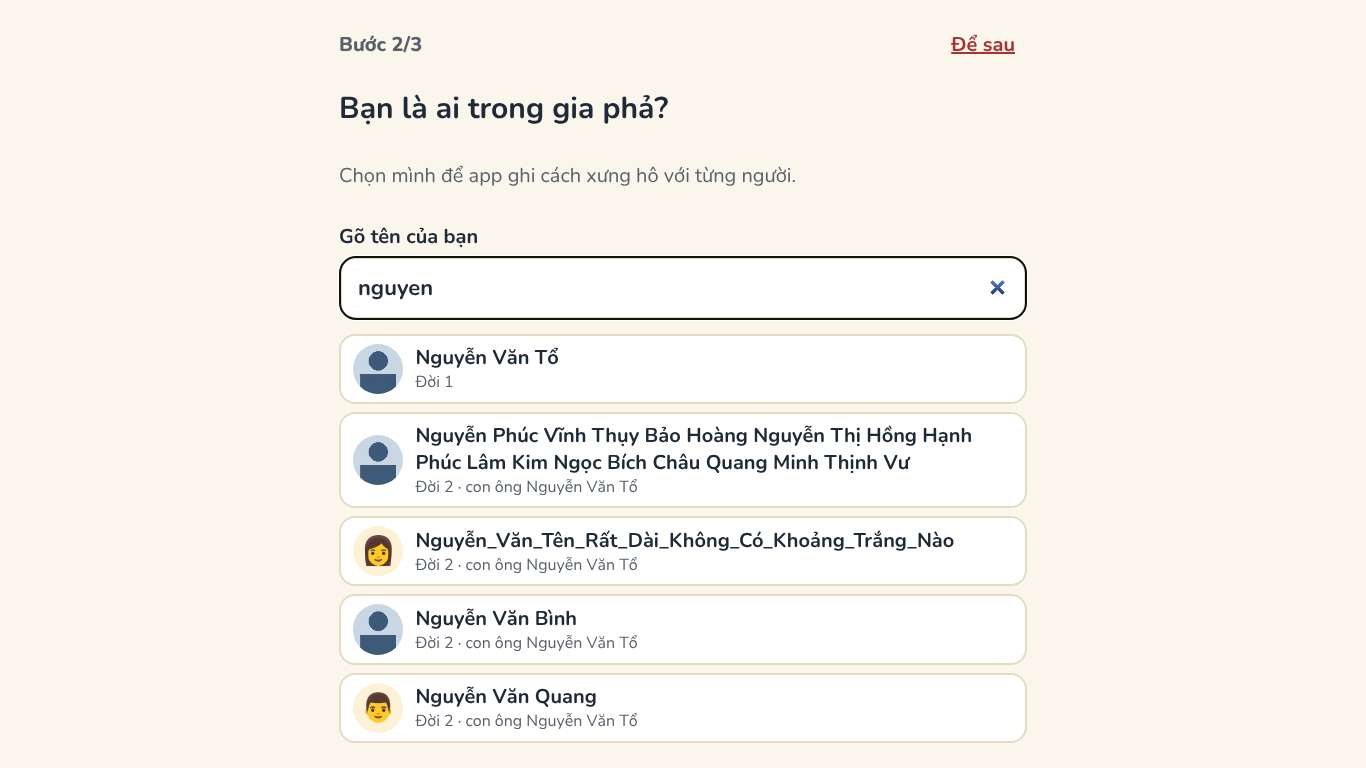 Bước 2/3
Để sau
Bạn là ai trong gia phả?
Chọn mình để app ghi cách xưng hô với từng người.
Gõ tên của bạn
nguyen
Nguyễn Văn Tổ
Đời 1
Nguyễn Phúc Vĩnh Thụy Bảo Hoàng Nguyễn Thị Hồng Hạnh
Phúc Lâm Kim Ngọc Bích Châu Quang Minh Thịnh Vư
Đời 2 · con ông Nguyễn Văn Tổ
Nguyễn_Văn_Tên_Rất_Dài_Không_Có_Khoảng_Trắng_Nào
Đời 2 · con ông Nguyễn Văn Tổ
Nguyễn Văn Bình
Đời 2 · con ông Nguyễn Văn Tổ
Nguyễn Văn Quang
Đời 2 · con ông Nguyễn Văn Tổ